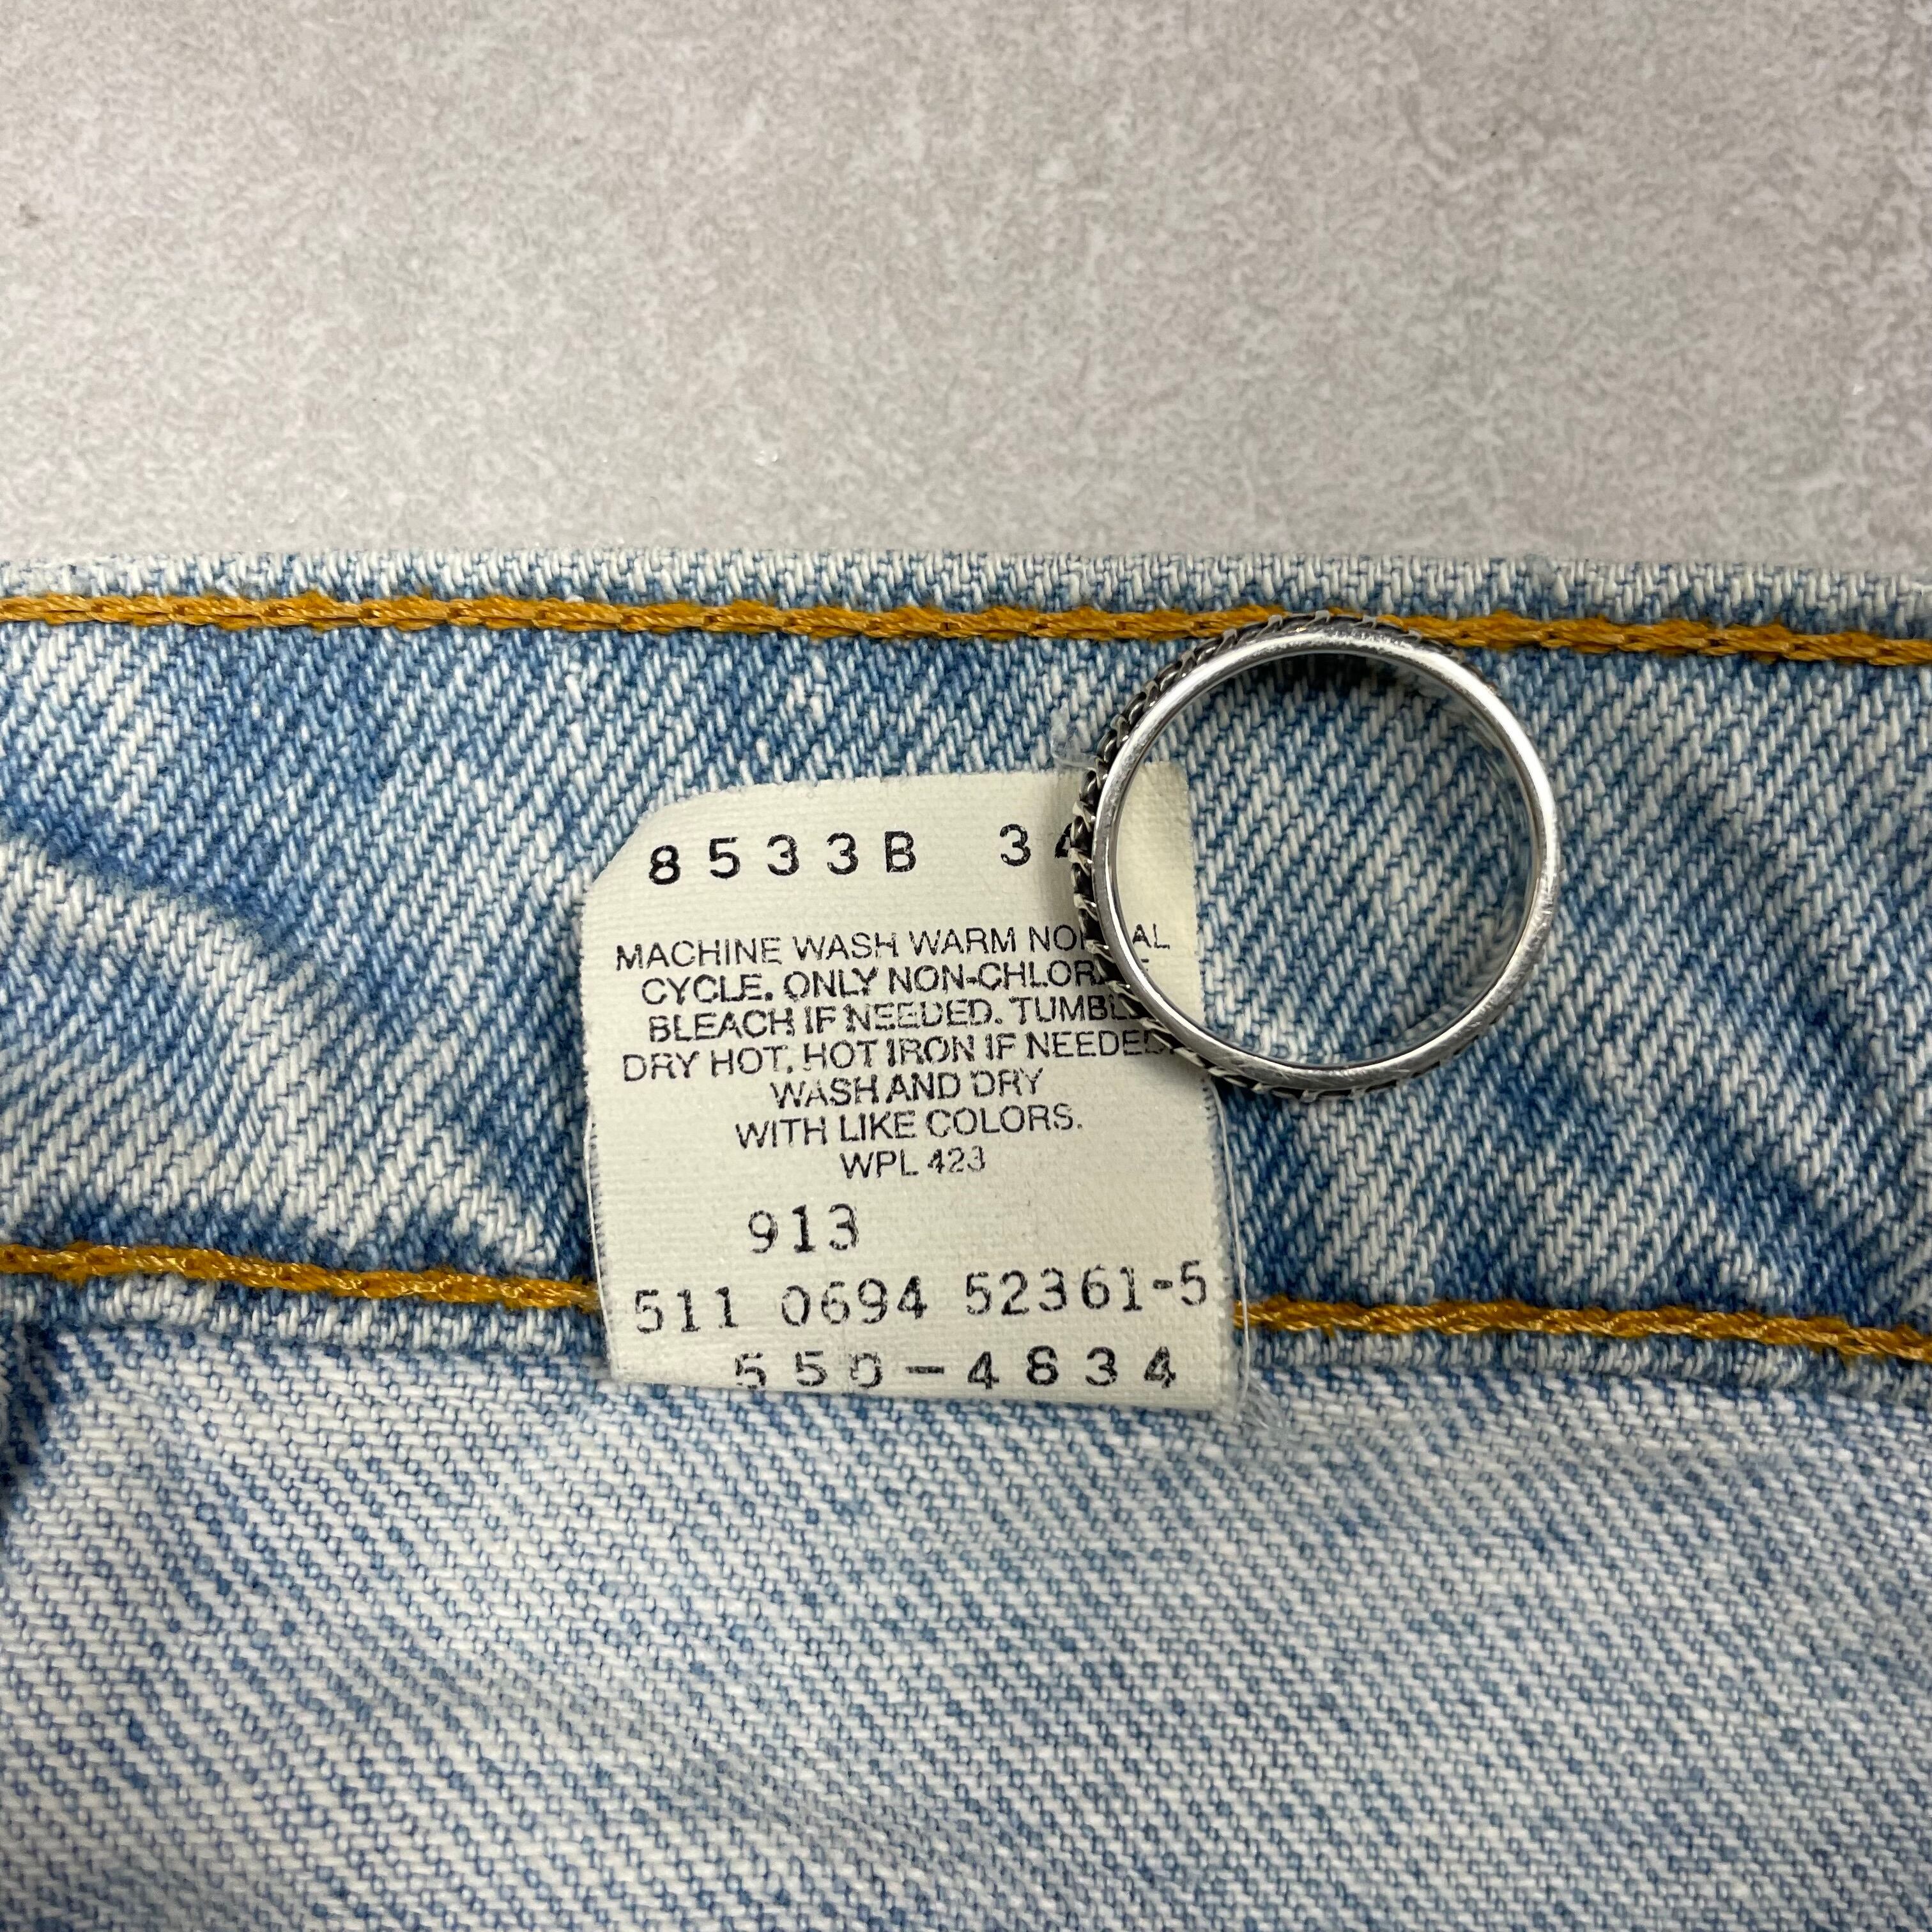 8533B 34
MACHINE WASH WARM NORMAL
CYCLE. ONLY NON-CHLORINE
BLEACH IF NEEDED. TUMBLE
DRY HOT. HOT IRON IF NEEDED.
WASH AND DRY
WITH LIKE COLORS.
WPL 423
913
511 0694 52361-5
550-4834